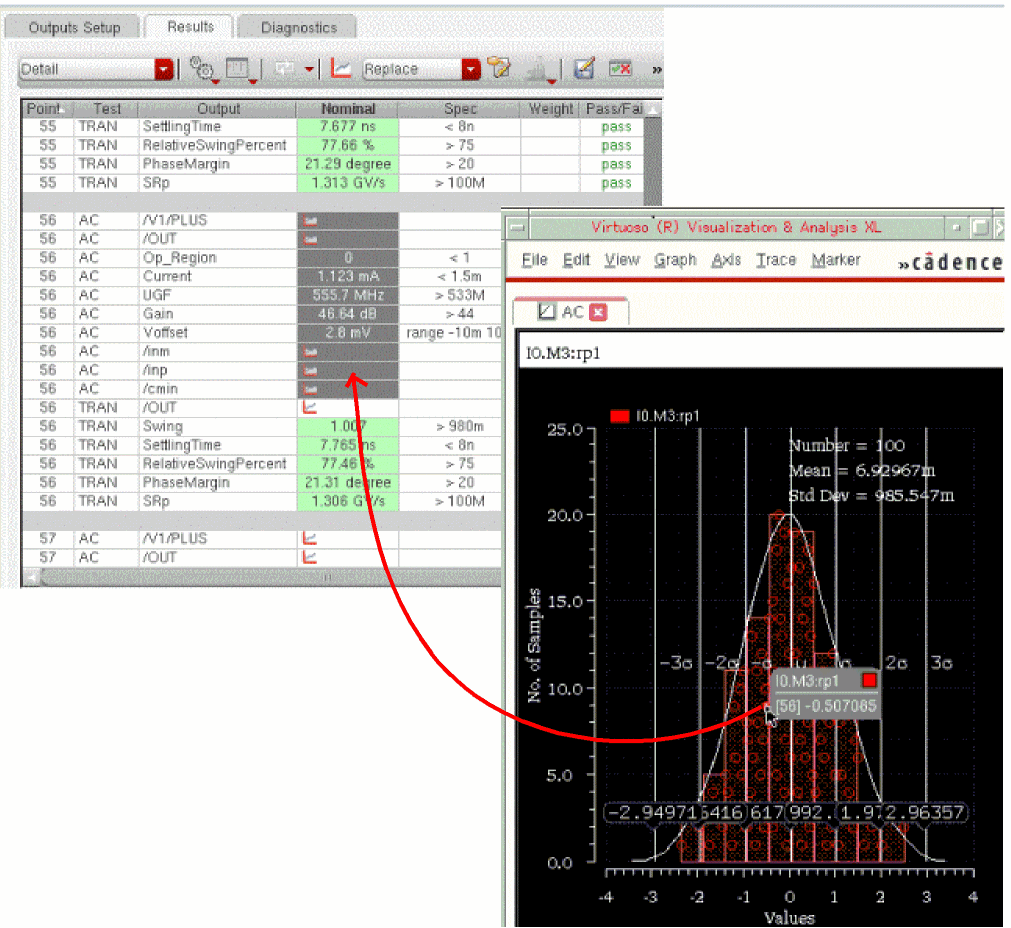 Outputs Setup Results Diagnostics
Detail Replace »
Point Test Output Nominal Spec Weight Pass/Fai
55 TRAN SettlingTime 7.677 ns < 8n pass
55 TRAN RelativeSwingPercent 77.66 % > 75 pass
55 TRAN PhaseMargin 21.29 degree > 20 pass
55 TRAN SRp 1.313 GV/s > 100M pass
56 AC /V1/PLUS
56 AC /OUT
56 AC Op_Region 0 < 1
56 AC Current 1.123 mA < 1.5m
56 AC UGF 555.7 MHz > 533M
56 AC Gain 46.64 dB > 44
56 AC Voffset 2.8 mV range -10m 10
56 AC /inm
56 AC /inp
56 AC /cmin
56 TRAN /OUT
56 TRAN Swing 1.007 > 980m
56 TRAN SettlingTime 7.765 ns < 8n
56 TRAN RelativeSwingPercent 77.46 % > 75
56 TRAN PhaseMargin 21.31 degree > 20
56 TRAN SRp 1.306 GV/s > 100M
57 AC /V1/PLUS
57 AC /OUT
Virtuoso (R) Visualization & Analysis XL
File Edit View Graph Axis Trace Marker » cādence
AC
I0.M3:rp1
I0.M3:rp1
Number = 100
Mean = 6.92967m
Std Dev = 985.547m
No. of Samples
25.0
20.0
15.0
10.0
5.0
0.0
-3σ -2σ -σ μ σ 2σ 3σ
I0.M3:rp1
[56] -0.507085
-2.94971 5416 617 992. 1.97 2.96357
-4 -3 -2 -1 0 1 2 3 4
Values